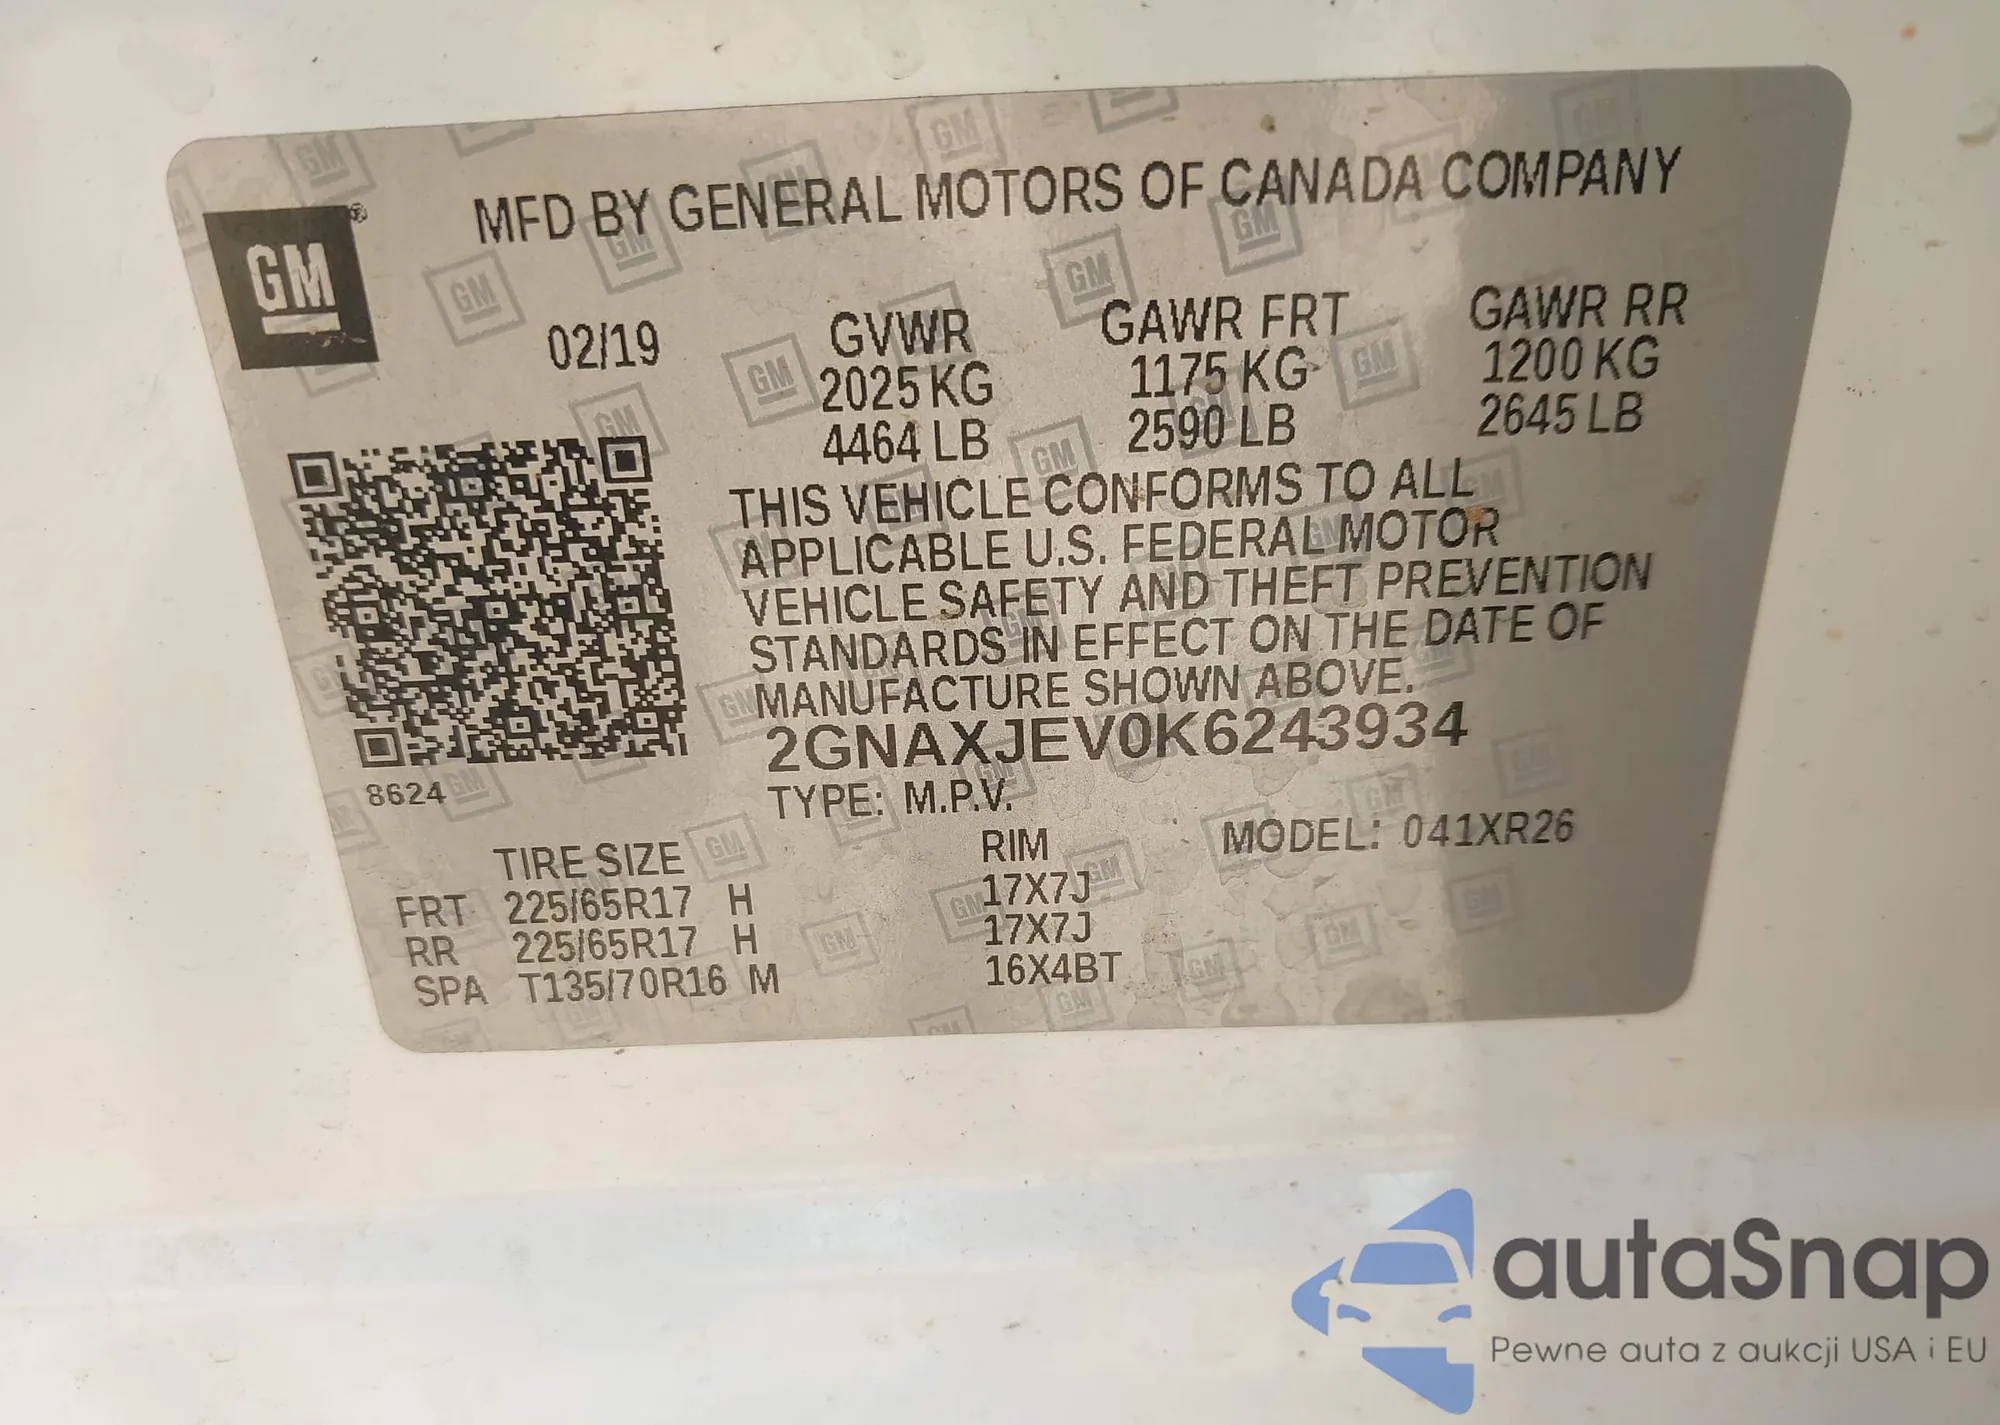 MFD BY GENERAL MOTORS OF CANADA COMPANY
GM ®
02/19 GVWR GAWR FRT GAWR RR
2025 KG 1175 KG 1200 KG
4464 LB 2590 LB 2645 LB
THIS VEHICLE CONFORMS TO ALL
APPLICABLE U.S. FEDERAL MOTOR
VEHICLE SAFETY AND THEFT PREVENTION
STANDARDS IN EFFECT ON THE DATE OF
MANUFACTURE SHOWN ABOVE.
2GNAXJEV0K6243934
8624
TYPE: M.P.V.
MODEL: 041XR26
TIRE SIZE RIM
FRT 225/65R17 H 17X7J
RR 225/65R17 H 17X7J
SPA T135/70R16 M 16X4BT
autaSnap
Pewne auta z aukcji USA i EU